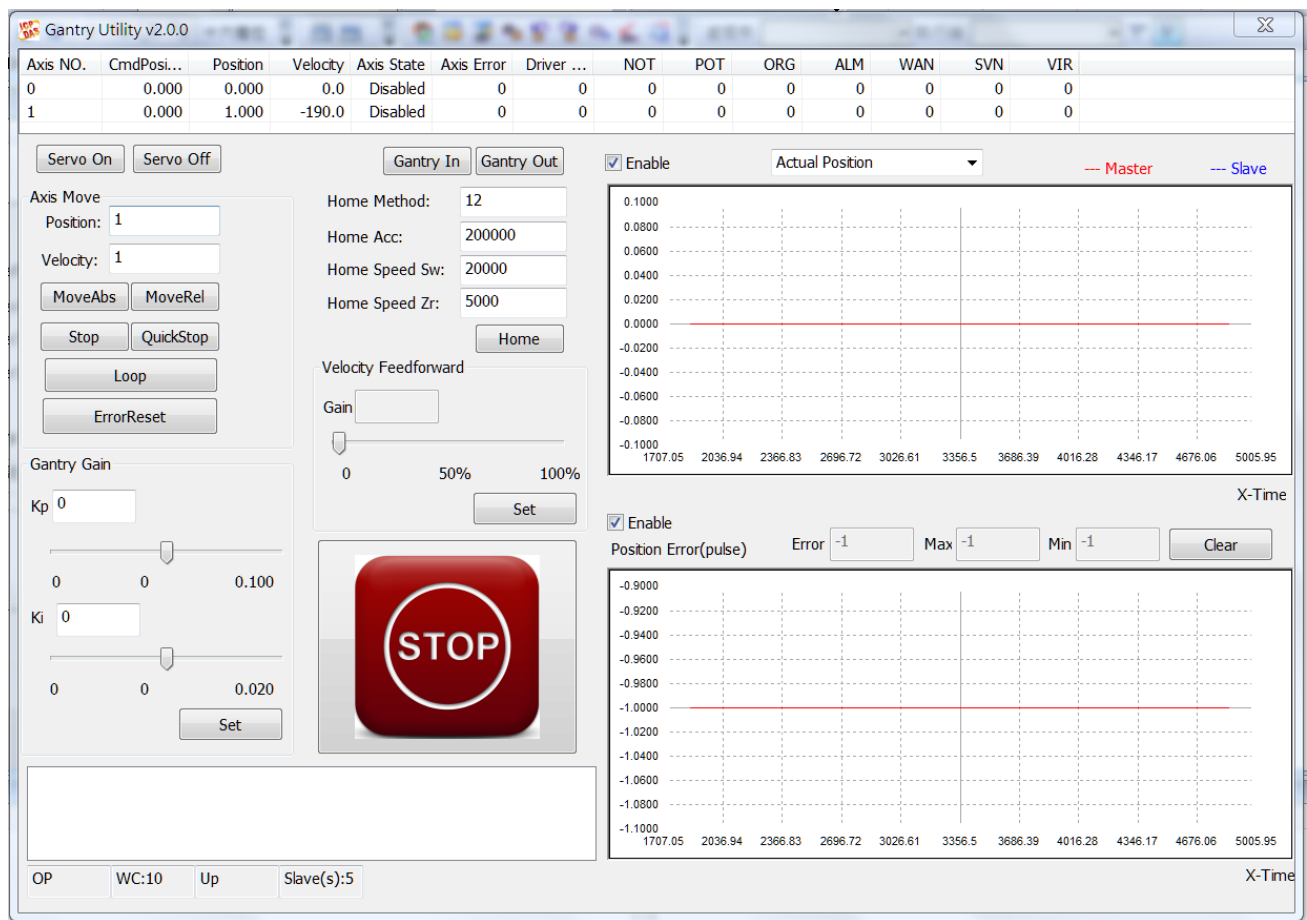 ICP DAS Gantry Utility v2.0.0
Axis NO. CmdPosi... Position Velocity Axis State Axis Error Driver ... NOT POT ORG ALM WAN SVN VIR
0 0.000 0.000 0.0 Disabled 0 0 0 0 0 0 0 0 0
1 0.000 1.000 -190.0 Disabled 0 0 0 0 0 0 0 0 0
Servo On Servo Off
Axis Move
Position: 1
Velocity: 1
MoveAbs MoveRel
Stop QuickStop
Loop
ErrorReset
Gantry Gain
Kp 0
0 0 0.100
Ki 0
0 0 0.020
Set
Gantry In Gantry Out
Home Method: 12
Home Acc: 200000
Home Speed Sw: 20000
Home Speed Zr: 5000
Home
Velocity Feedforward
Gain
0 50% 100%
Set
STOP
Enable Actual Position --- Master --- Slave
0.1000
0.0800
0.0600
0.0400
0.0200
0.0000
-0.0200
-0.0400
-0.0600
-0.0800
-0.1000
1707.05 2036.94 2366.83 2696.72 3026.61 3356.5 3686.39 4016.28 4346.17 4676.06 5005.95
X-Time
Enable
Position Error(pulse) Error -1 Max -1 Min -1 Clear
-0.9000
-0.9200
-0.9400
-0.9600
-0.9800
-1.0000
-1.0200
-1.0400
-1.0600
-1.0800
-1.1000
1707.05 2036.94 2366.83 2696.72 3026.61 3356.5 3686.39 4016.28 4346.17 4676.06 5005.95
X-Time
OP WC:10 Up Slave(s):5